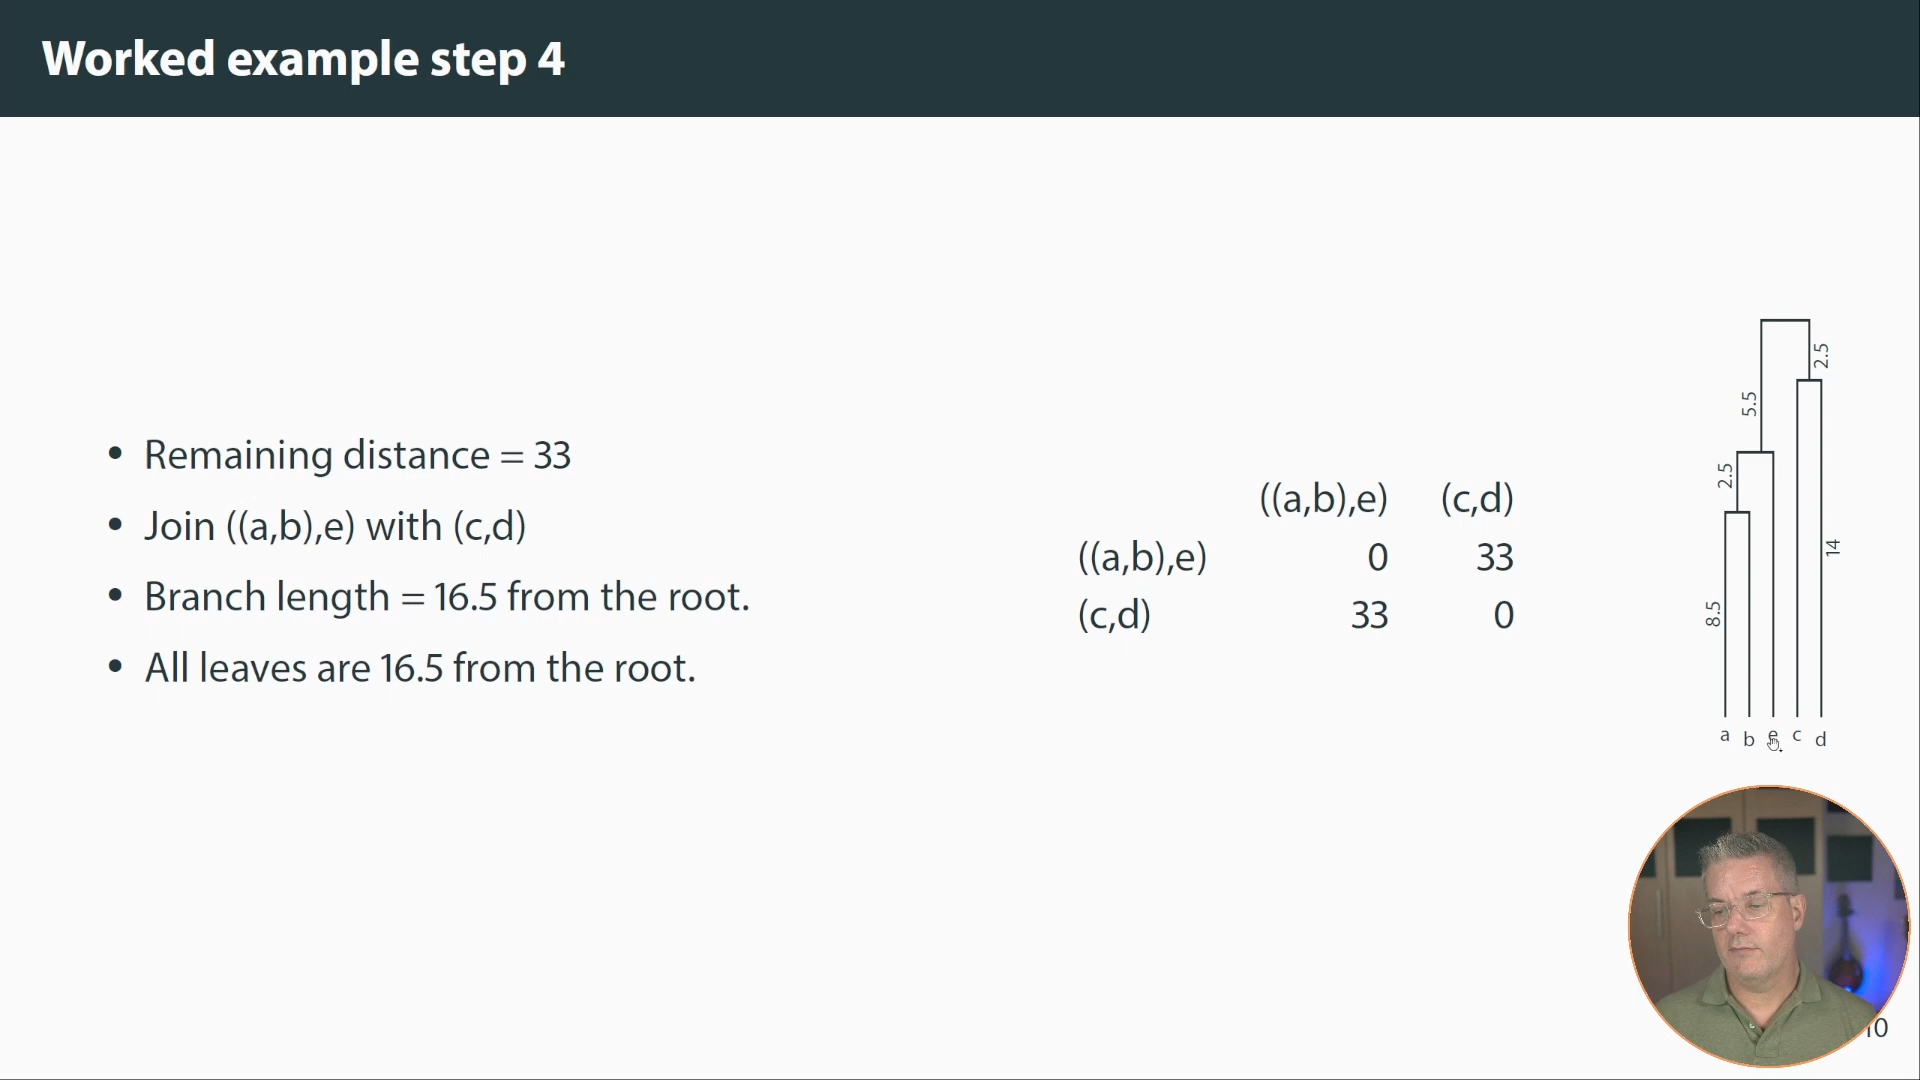 Worked example step 4
• Remaining distance = 33
• Join ((a,b),e) with (c,d)
• Branch length = 16.5 from the root.
• All leaves are 16.5 from the root.
((a,b),e) (c,d)
((a,b),e) 0 33
(c,d) 33 0
2.5
5.5
2.5
14
8.5
a b e c d
10